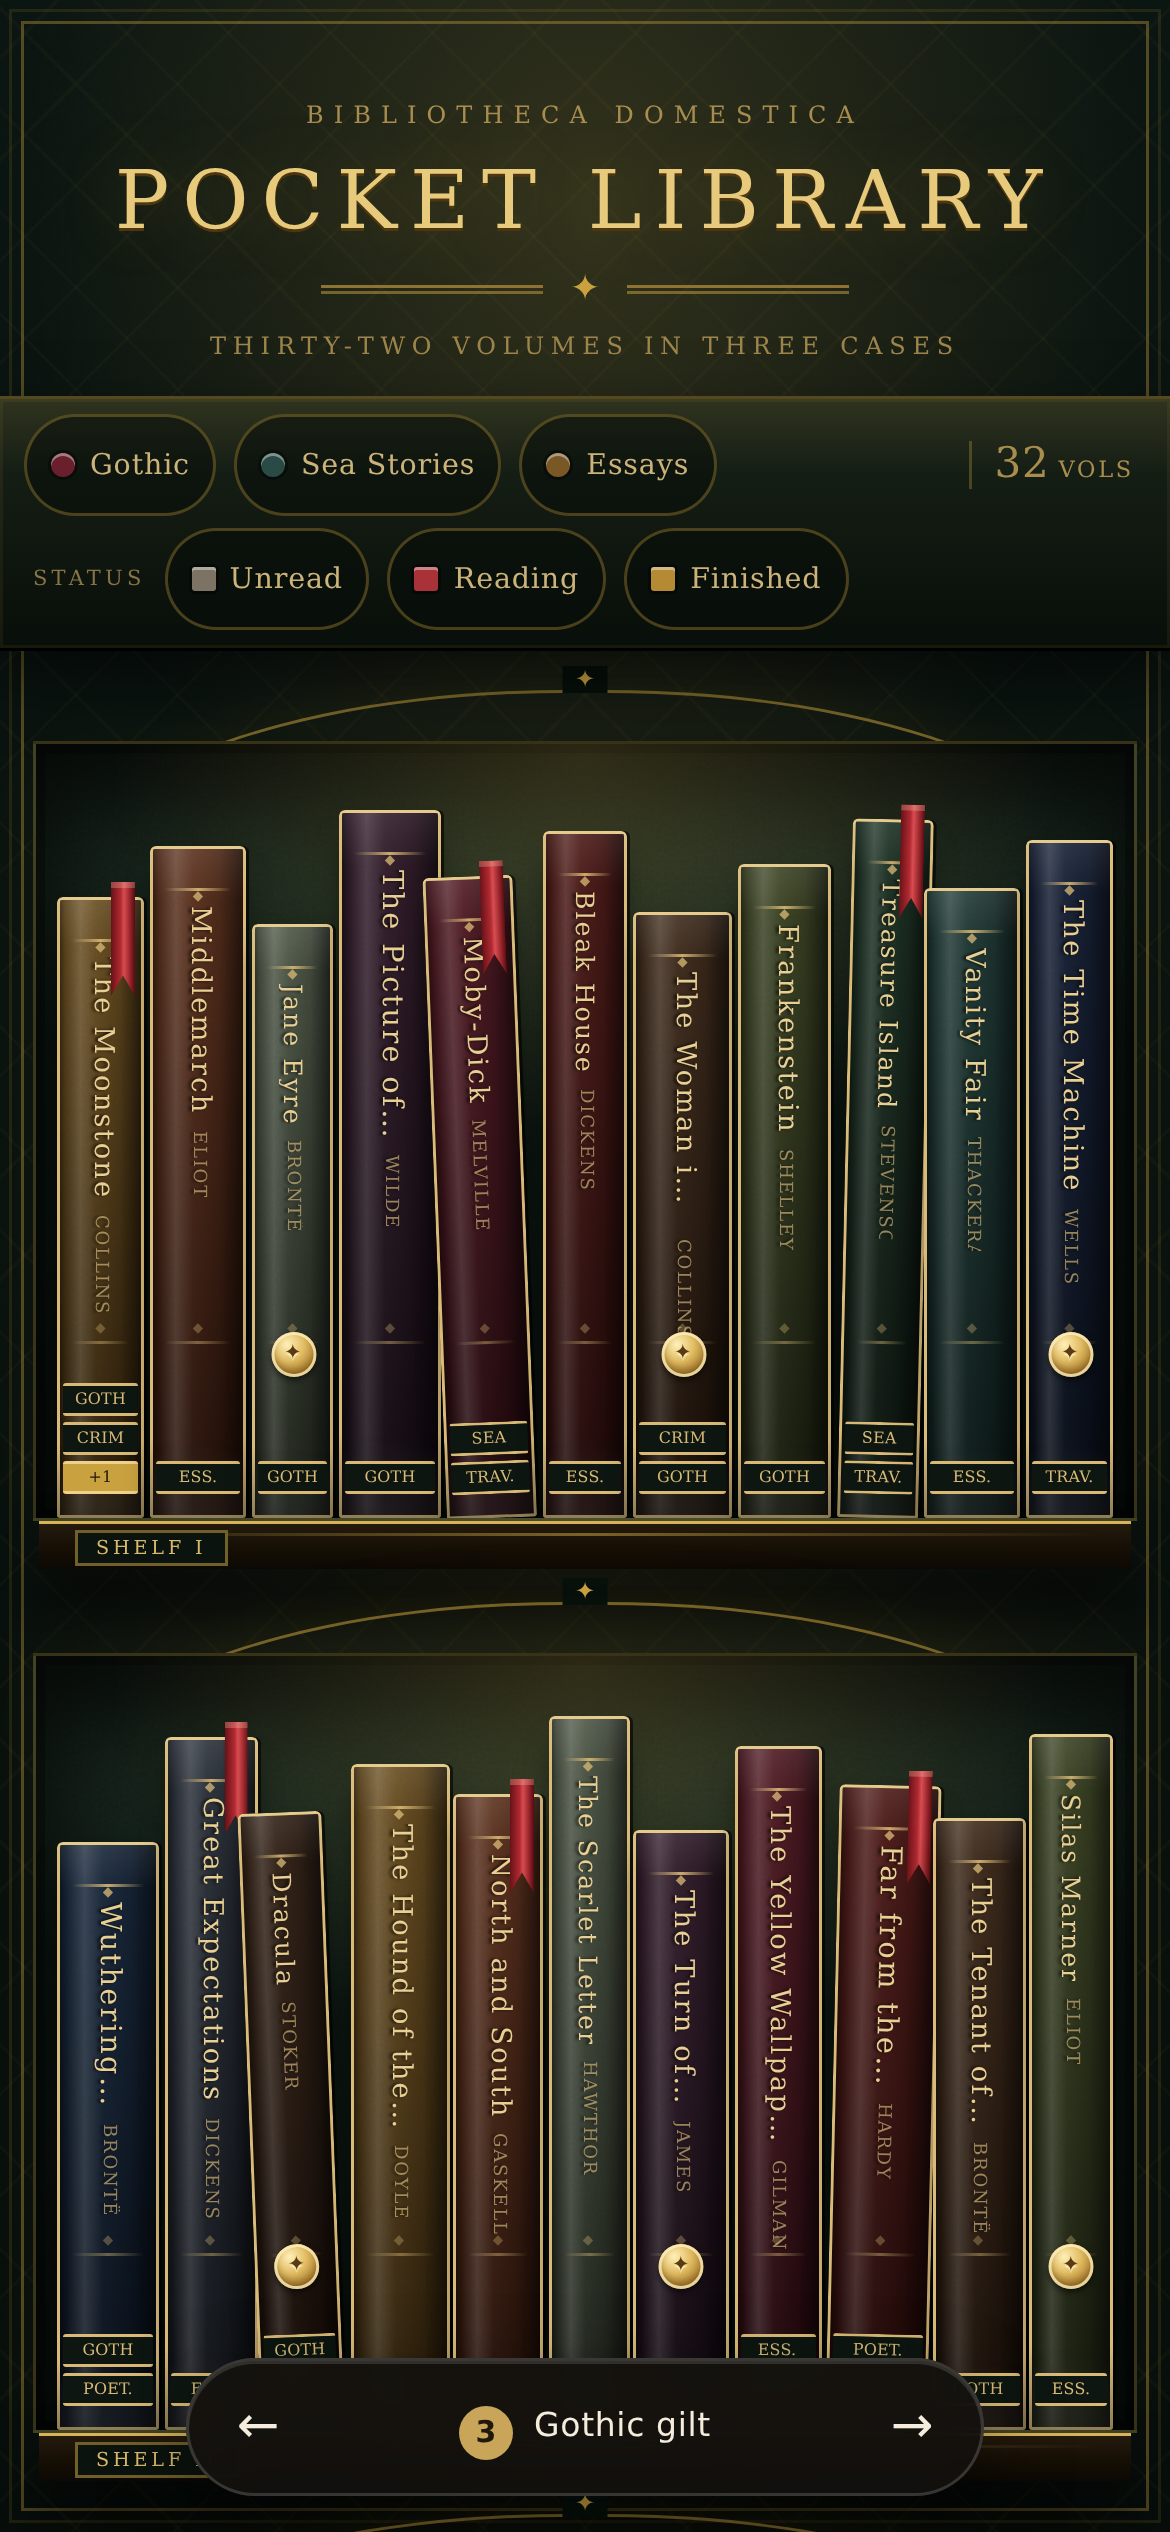 BIBLIOTHECA DOMESTICA
POCKET LIBRARY
THIRTY-TWO VOLUMES IN THREE CASES
Gothic
Sea Stories
Essays
32 VOLS
STATUS
Unread
Reading
Finished
The Moonstone COLLINS
GOTH
CRIM
+1
Middlemarch ELIOT
ESS.
Jane Eyre BRONTE
GOTH
The Picture of… WILDE
GOTH
Moby-Dick MELVILLE
SEA
TRAV.
Bleak House DICKENS
ESS.
The Woman i… COLLINS
CRIM
GOTH
Frankenstein SHELLEY
GOTH
Treasure Island STEVENSO
SEA
TRAV.
Vanity Fair THACKERA
ESS.
The Time Machine WELLS
TRAV.
SHELF I
Wuthering… BRONTË
GOTH
POET.
Great Expectations DICKENS
Dracula STOKER
GOTH
The Hound of the… DOYLE
North and South GASKELL
The Scarlet Letter HAWTHOR
The Turn of… JAMES
The Yellow Wallpap… GILMAN
ESS.
Far from the… HARDY
POET.
The Tenant of… BRONTË
OTH
Silas Marner ELIOT
ESS.
SHELF
← 3 Gothic gilt →